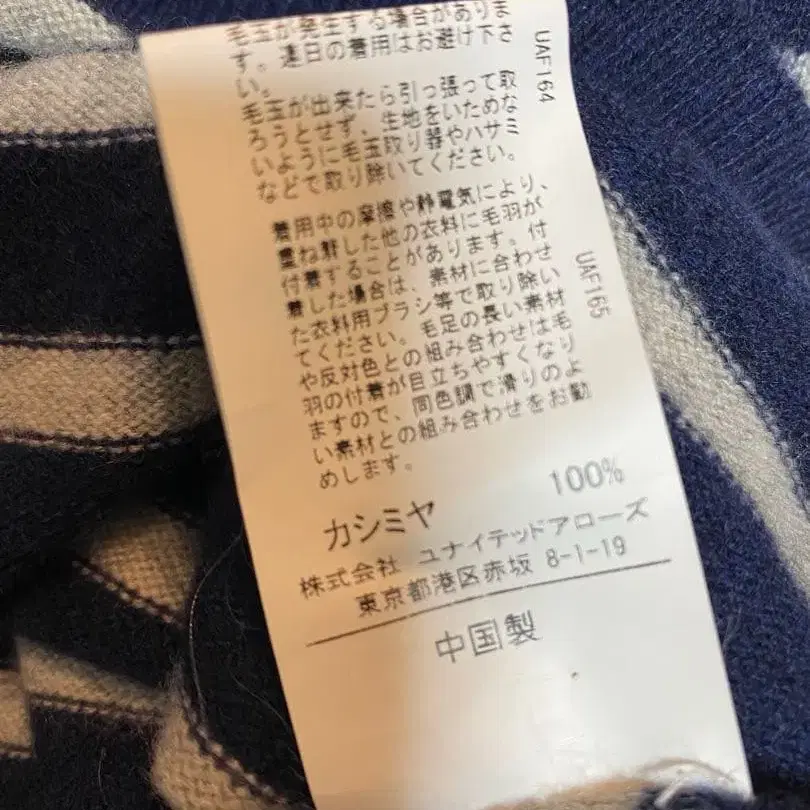 毛玉が発生する場合がありま
す。連日の着用はお避け下さ
い。
毛玉が出来たら引っ張って取
ろうとせず、生地をいためな
いように毛玉取り器やハサミ
などで取り除いてください。
UAF164
着用中の摩擦や静電気により、
重ね着した他の衣料に毛羽が
付着することがあります。付
着した場合は、素材に合わせ
た衣料用ブラシ等で取り除い
てください。毛足の長い素材
や反対色との組み合わせは毛
羽の付着が目立ちやすくなり
ますので、同色調で滑りのよ
い素材との組み合わせをお勧
めします。
UAF165
カシミヤ 100%
株式会社 ユナイテッドアローズ
東京都港区赤坂 8-1-19
中国製